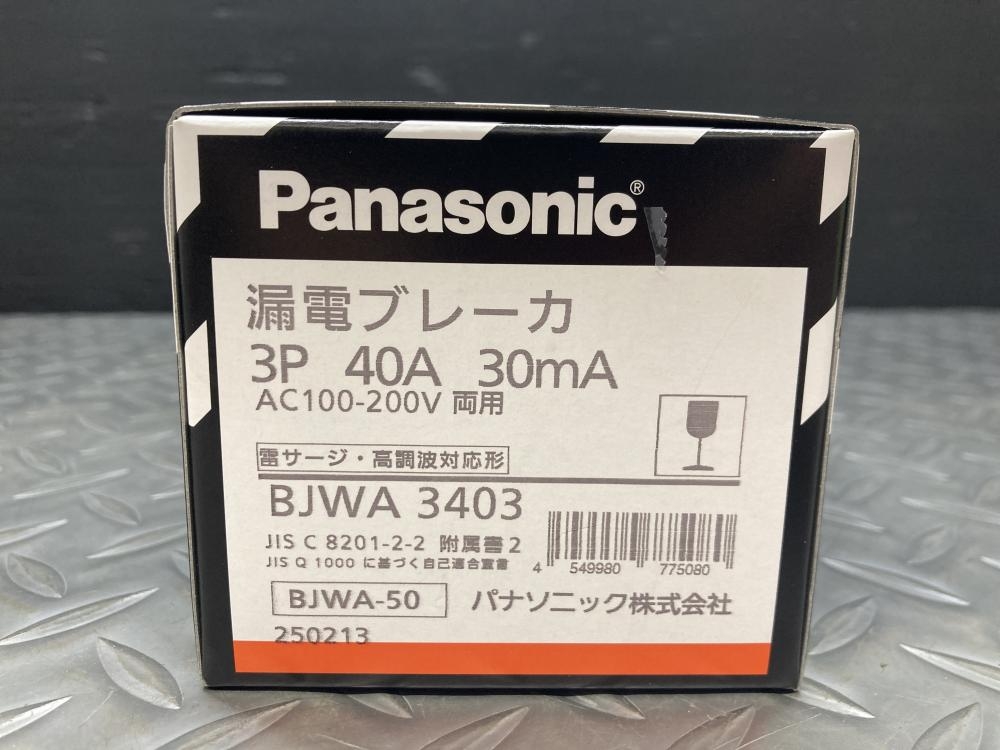 Panasonic®
漏電ブレーカ
3P 40A 30mA
AC100-200V 両用
雷サージ・高調波対応形
BJWA 3403
JIS C 8201-2-2 附属書2
JIS Q 1000 に基づく自己適合宣言
4 549980 775080
BJWA-50 パナソニック株式会社
250213